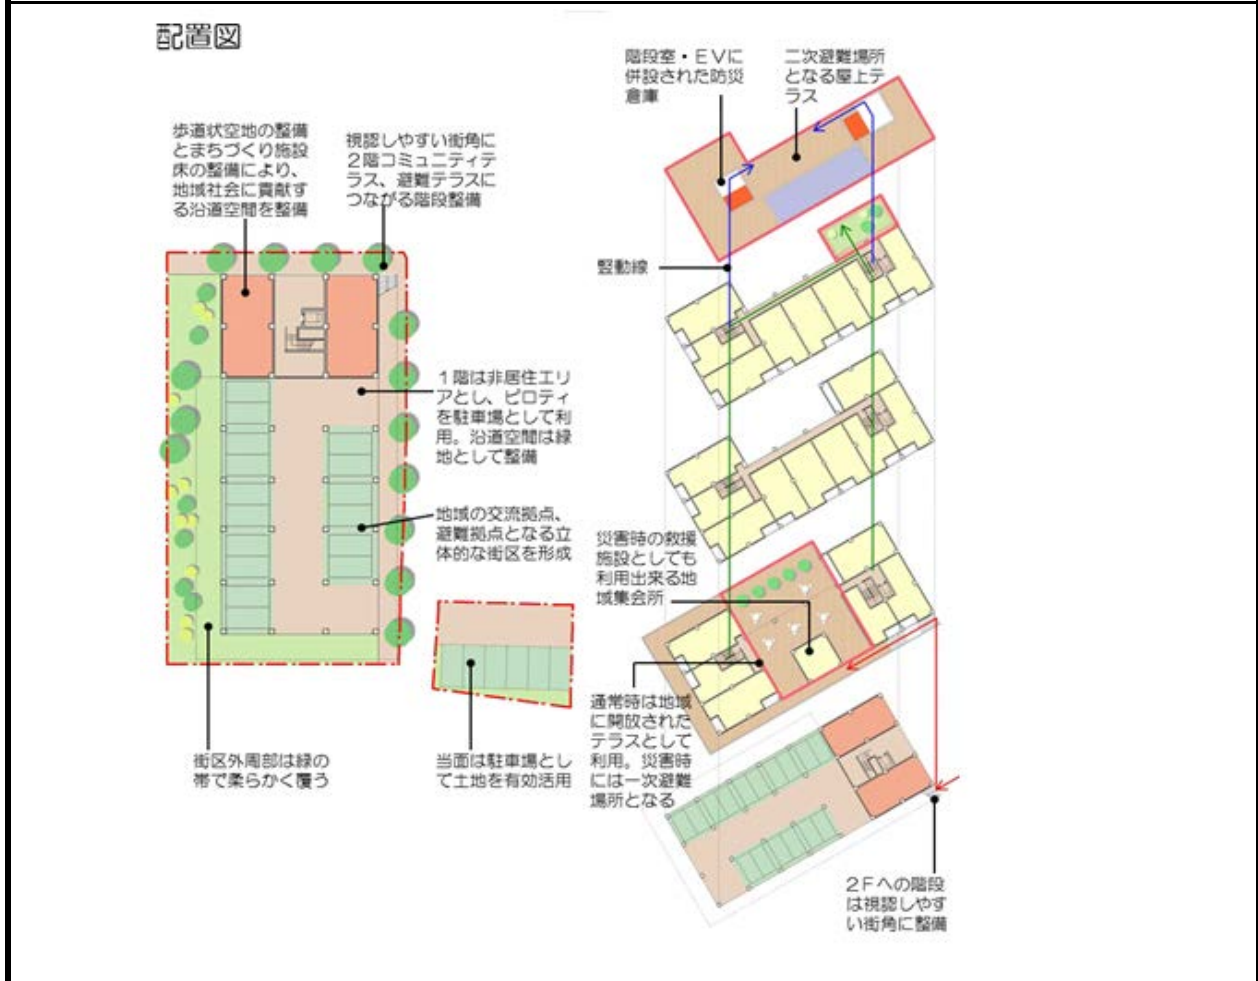 配置図
歩道状空地の整備
とまちづくり施設
床の整備により、
地域社会に貢献す
る沿道空間を整備
視認しやすい街角に
２階コミュニティテ
ラス、避難テラスに
つながる階段整備
１階は非居住エリ
アとし、ピロティ
を駐車場として利
用。沿道空間は緑
地として整備
地域の交流拠点、
避難拠点となる立
体的な街区を形成
街区外周部は緑の
帯で柔らかく覆う
当面は駐車場とし
て土地を有効活用
階段室・ＥＶに
併設された防災
倉庫
二次避難場所
となる屋上テ
ラス
竪動線
災害時の救援
施設としても
利用出来る地
域集会所
通常時は地域
に開放された
テラスとして
利用。災害時
には一次避難
場所となる
２Ｆへの階段
は視認しやす
い街角に整備